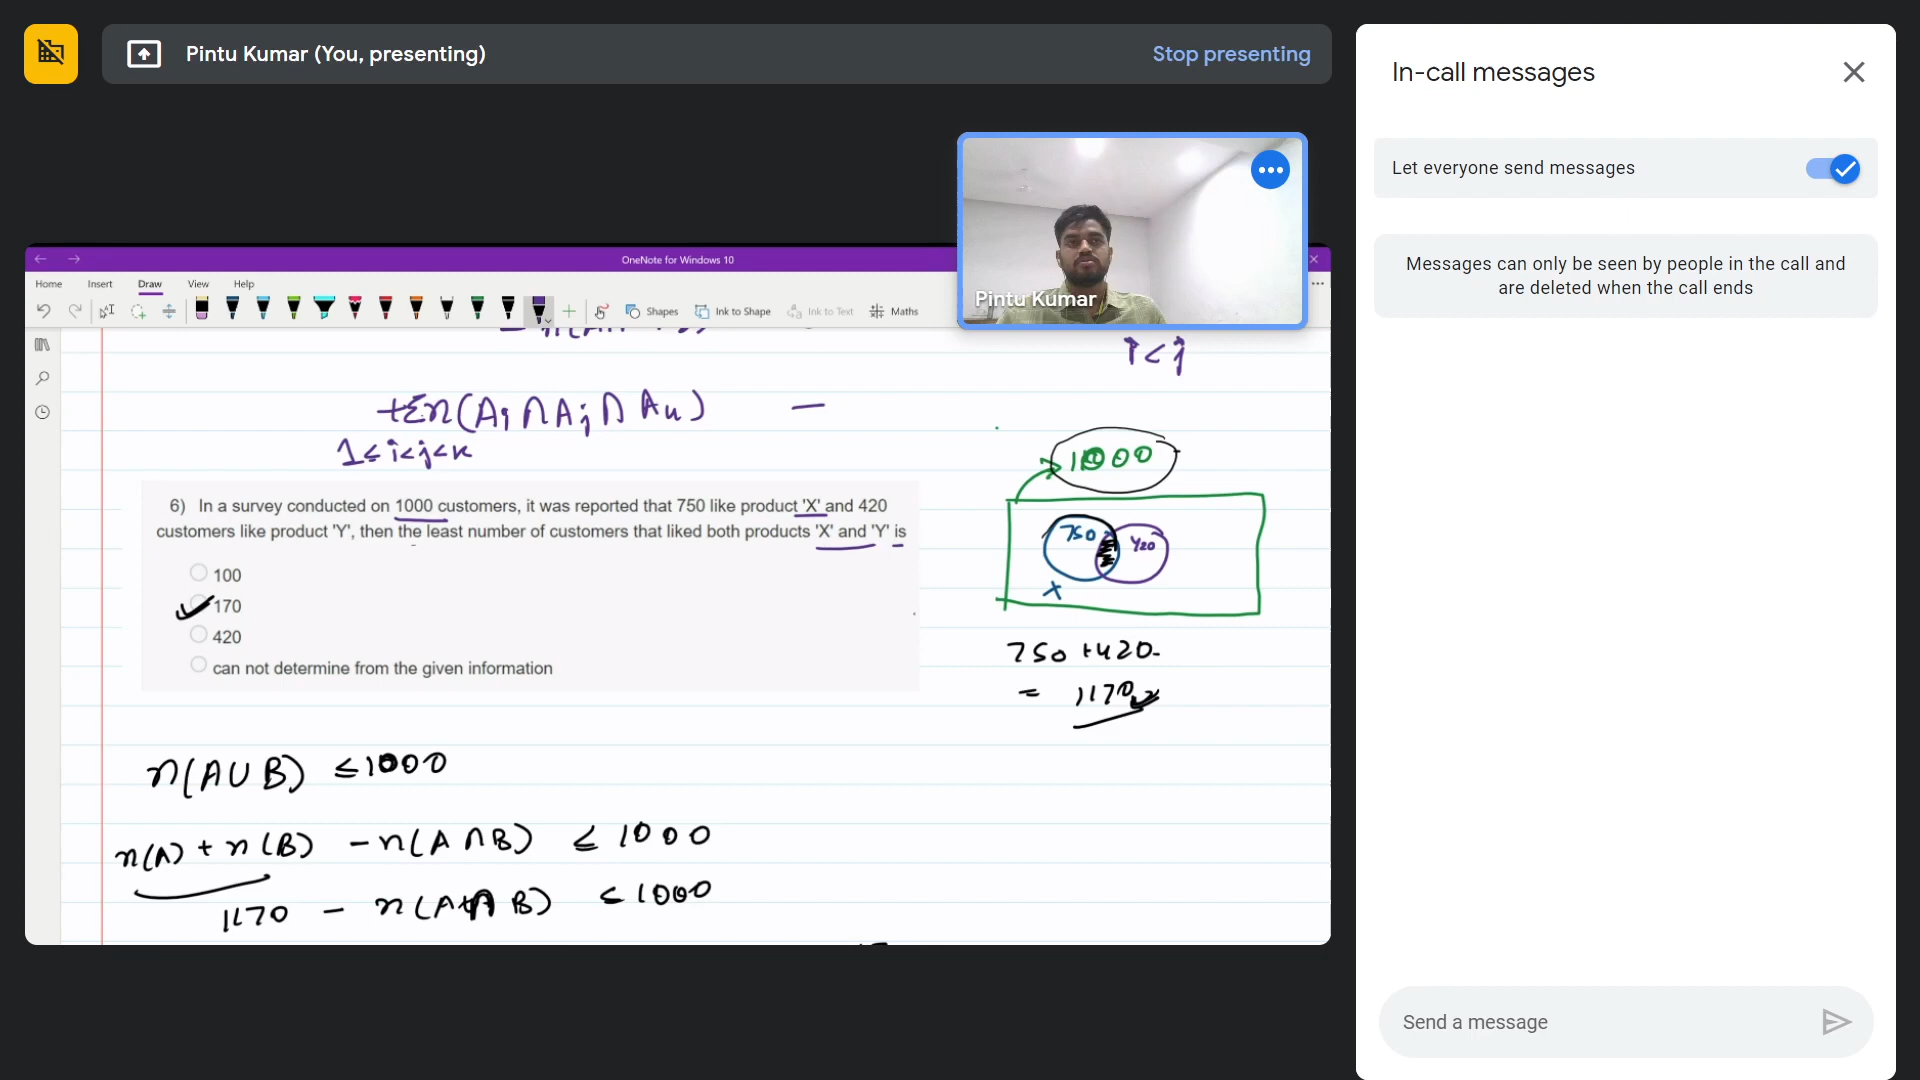 Pintu Kumar (You, presenting)
Stop presenting
In-call messages
Let everyone send messages
Messages can only be seen by people in the call and
are deleted when the call ends
Pintu Kumar
OneNote for Windows 10
Home Insert Draw View Help
Shapes Ink to Shape Ink to Text Maths
i<j
+Σn(Ai∩Aj∩Ak) —
1≤i<j<k
6) In a survey conducted on 1000 customers, it was reported that 750 like product 'X' and 420
customers like product 'Y', then the least number of customers that liked both products 'X' and 'Y' is
100
170
420
can not determine from the given information
1000
750 420
X
750+420
= 1170
n(A∪B) ≤1000
n(A) + n(B) - n(A∩B) ≤ 1000
1170 - n(A∩B) ≤1000
Send a message